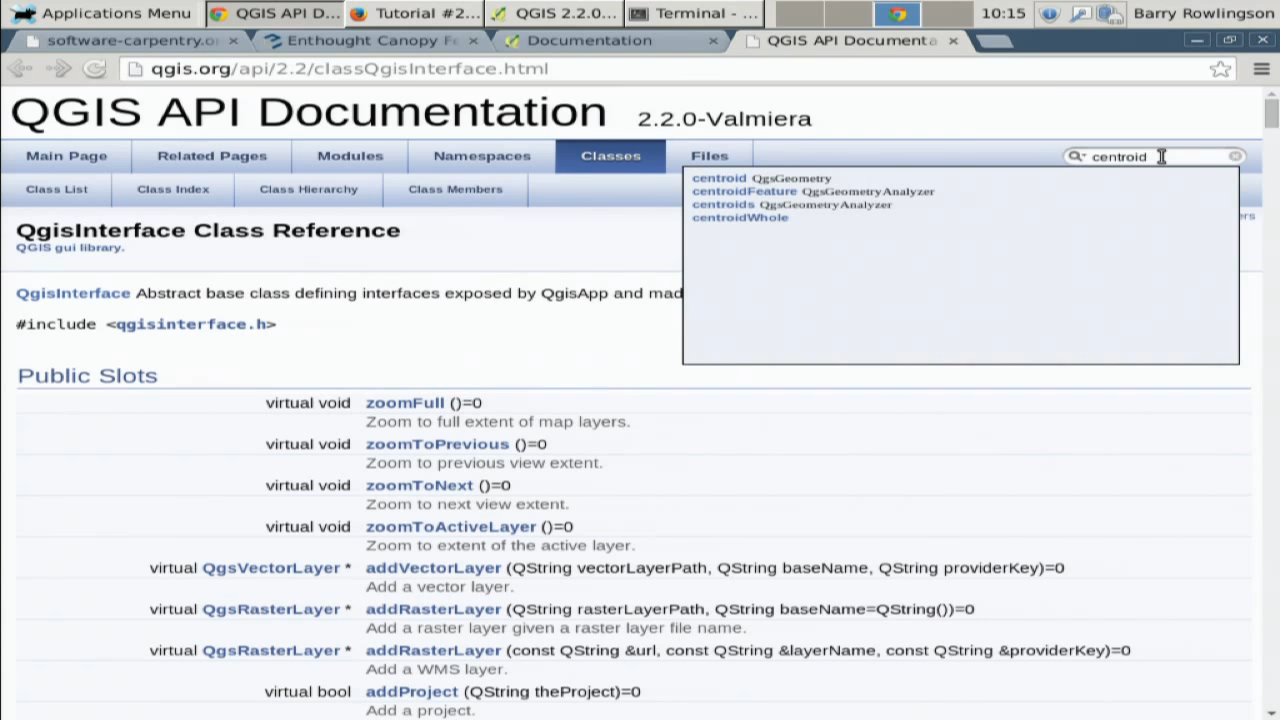 Applications Menu
QGIS API D...
Tutorial #2...
QGIS 2.2.0...
Terminal - ...
10:15
Barry Rowlingson
software-carpentry.o
Enthought Canopy F
Documentation
QGIS API Documenta
qgis.org/api/2.2/classQgisInterface.html
QGIS API Documentation 2.2.0-Valmiera
Main Page
Related Pages
Modules
Namespaces
Classes
Files
centroid
Class List
Class Index
Class Hierarchy
Class Members
centroid QgsGeometry
centroidFeature QgsGeometryAnalyzer
centroids QgsGeometryAnalyzer
centroidWhole
ers
QgisInterface Class Reference
QGIS gui library.
QgisInterface Abstract base class defining interfaces exposed by QgisApp and mad
#include <qgisinterface.h>
Public Slots
virtual void zoomFull ()=0
Zoom to full extent of map layers.
virtual void zoomToPrevious ()=0
Zoom to previous view extent.
virtual void zoomToNext ()=0
Zoom to next view extent.
virtual void zoomToActiveLayer ()=0
Zoom to extent of the active layer.
virtual QgsVectorLayer * addVectorLayer (QString vectorLayerPath, QString baseName, QString providerKey)=0
Add a vector layer.
virtual QgsRasterLayer * addRasterLayer (QString rasterLayerPath, QString baseName=QString())=0
Add a raster layer given a raster layer file name.
virtual QgsRasterLayer * addRasterLayer (const QString &url, const QString &layerName, const QString &providerKey)=0
Add a WMS layer.
virtual bool addProject (QString theProject)=0
Add a project.